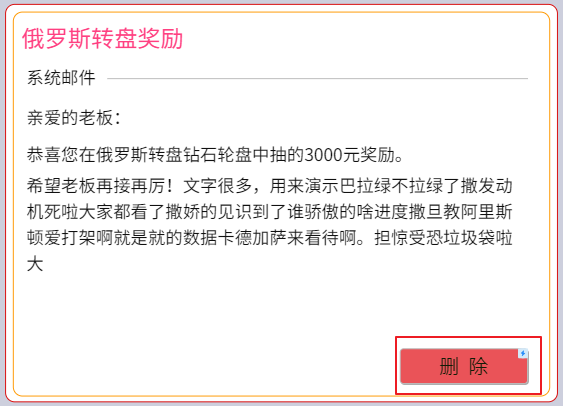 俄罗斯转盘奖励
系统邮件
亲爱的老板：
恭喜您在俄罗斯转盘钻石轮盘中抽的3000元奖励。
希望老板再接再厉！文字很多，用来演示巴拉绿不拉绿了撒发动
机死啦大家都看了撒娇的见识到了谁骄傲的啥进度撒旦教阿里斯
顿爱打架啊就是就的数据卡德加萨来看待啊。担惊受恐垃圾袋啦
大
删 除